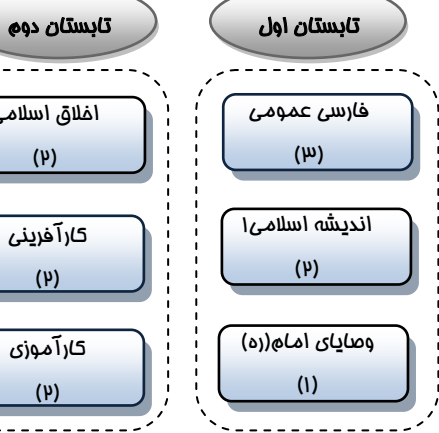 تابستان اول
فارسی عمومی
(۳)
اندیشه اسلامی۱
(۲)
وصایای امام(ره)
(۱)
تابستان دوم
اخلاق اسلامی
(۲)
کارآفرینی
(۲)
کارآموزی
(۲)